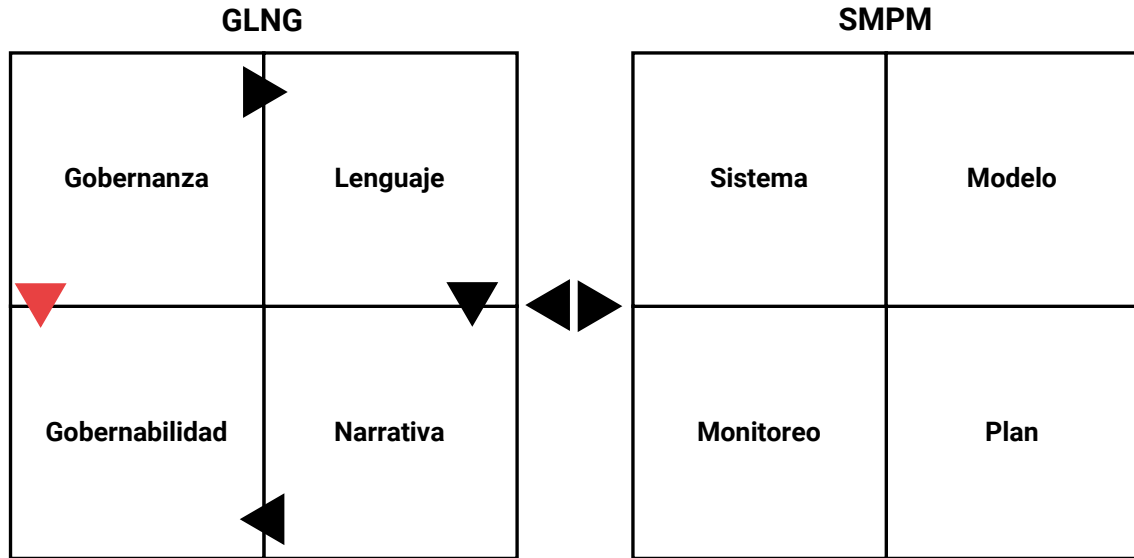 GLNG
SMPM
Gobernanza
Lenguaje
Sistema
Modelo
Gobernabilidad
Narrativa
Monitoreo
Plan